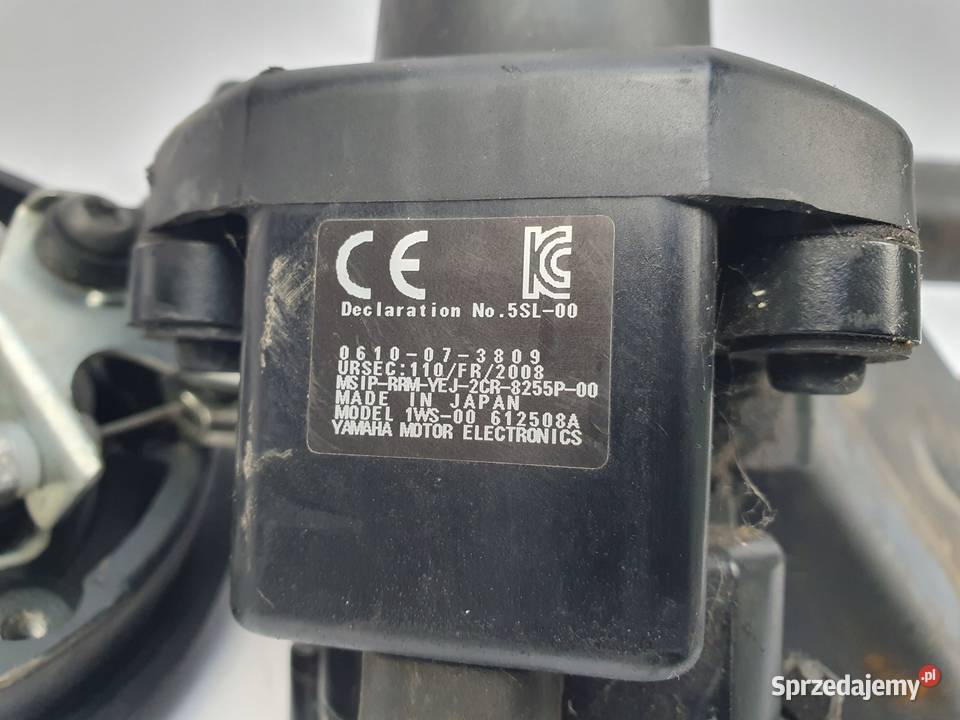 CE KC
Declaration No.5SL-00
0610-07-3809
URSEC:110/FR/2008
MSIP-RRM-YEJ-2CR-8255P-00
MADE IN JAPAN
MODEL 1WS-00 612508A
YAMAHA MOTOR ELECTRONICS
Sprzedajemy.pl